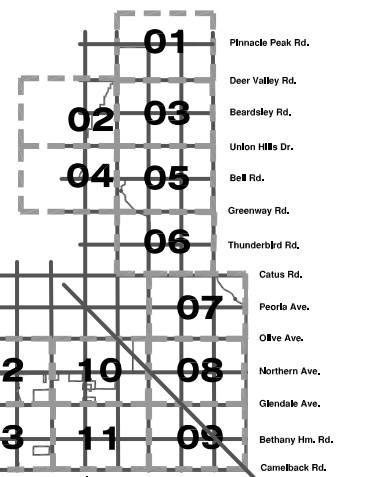 01 Pinnacle Peak Rd.
Deer Valley Rd.
02 03 Beardsley Rd.
Union Hills Dr.
04 05 Bell Rd.
Greenway Rd.
06 Thunderbird Rd.
Catus Rd.
07 Peoria Ave.
Olive Ave.
2 10 08 Northern Ave.
Glendale Ave.
3 11 09 Bethany Hm. Rd.
Camelback Rd.